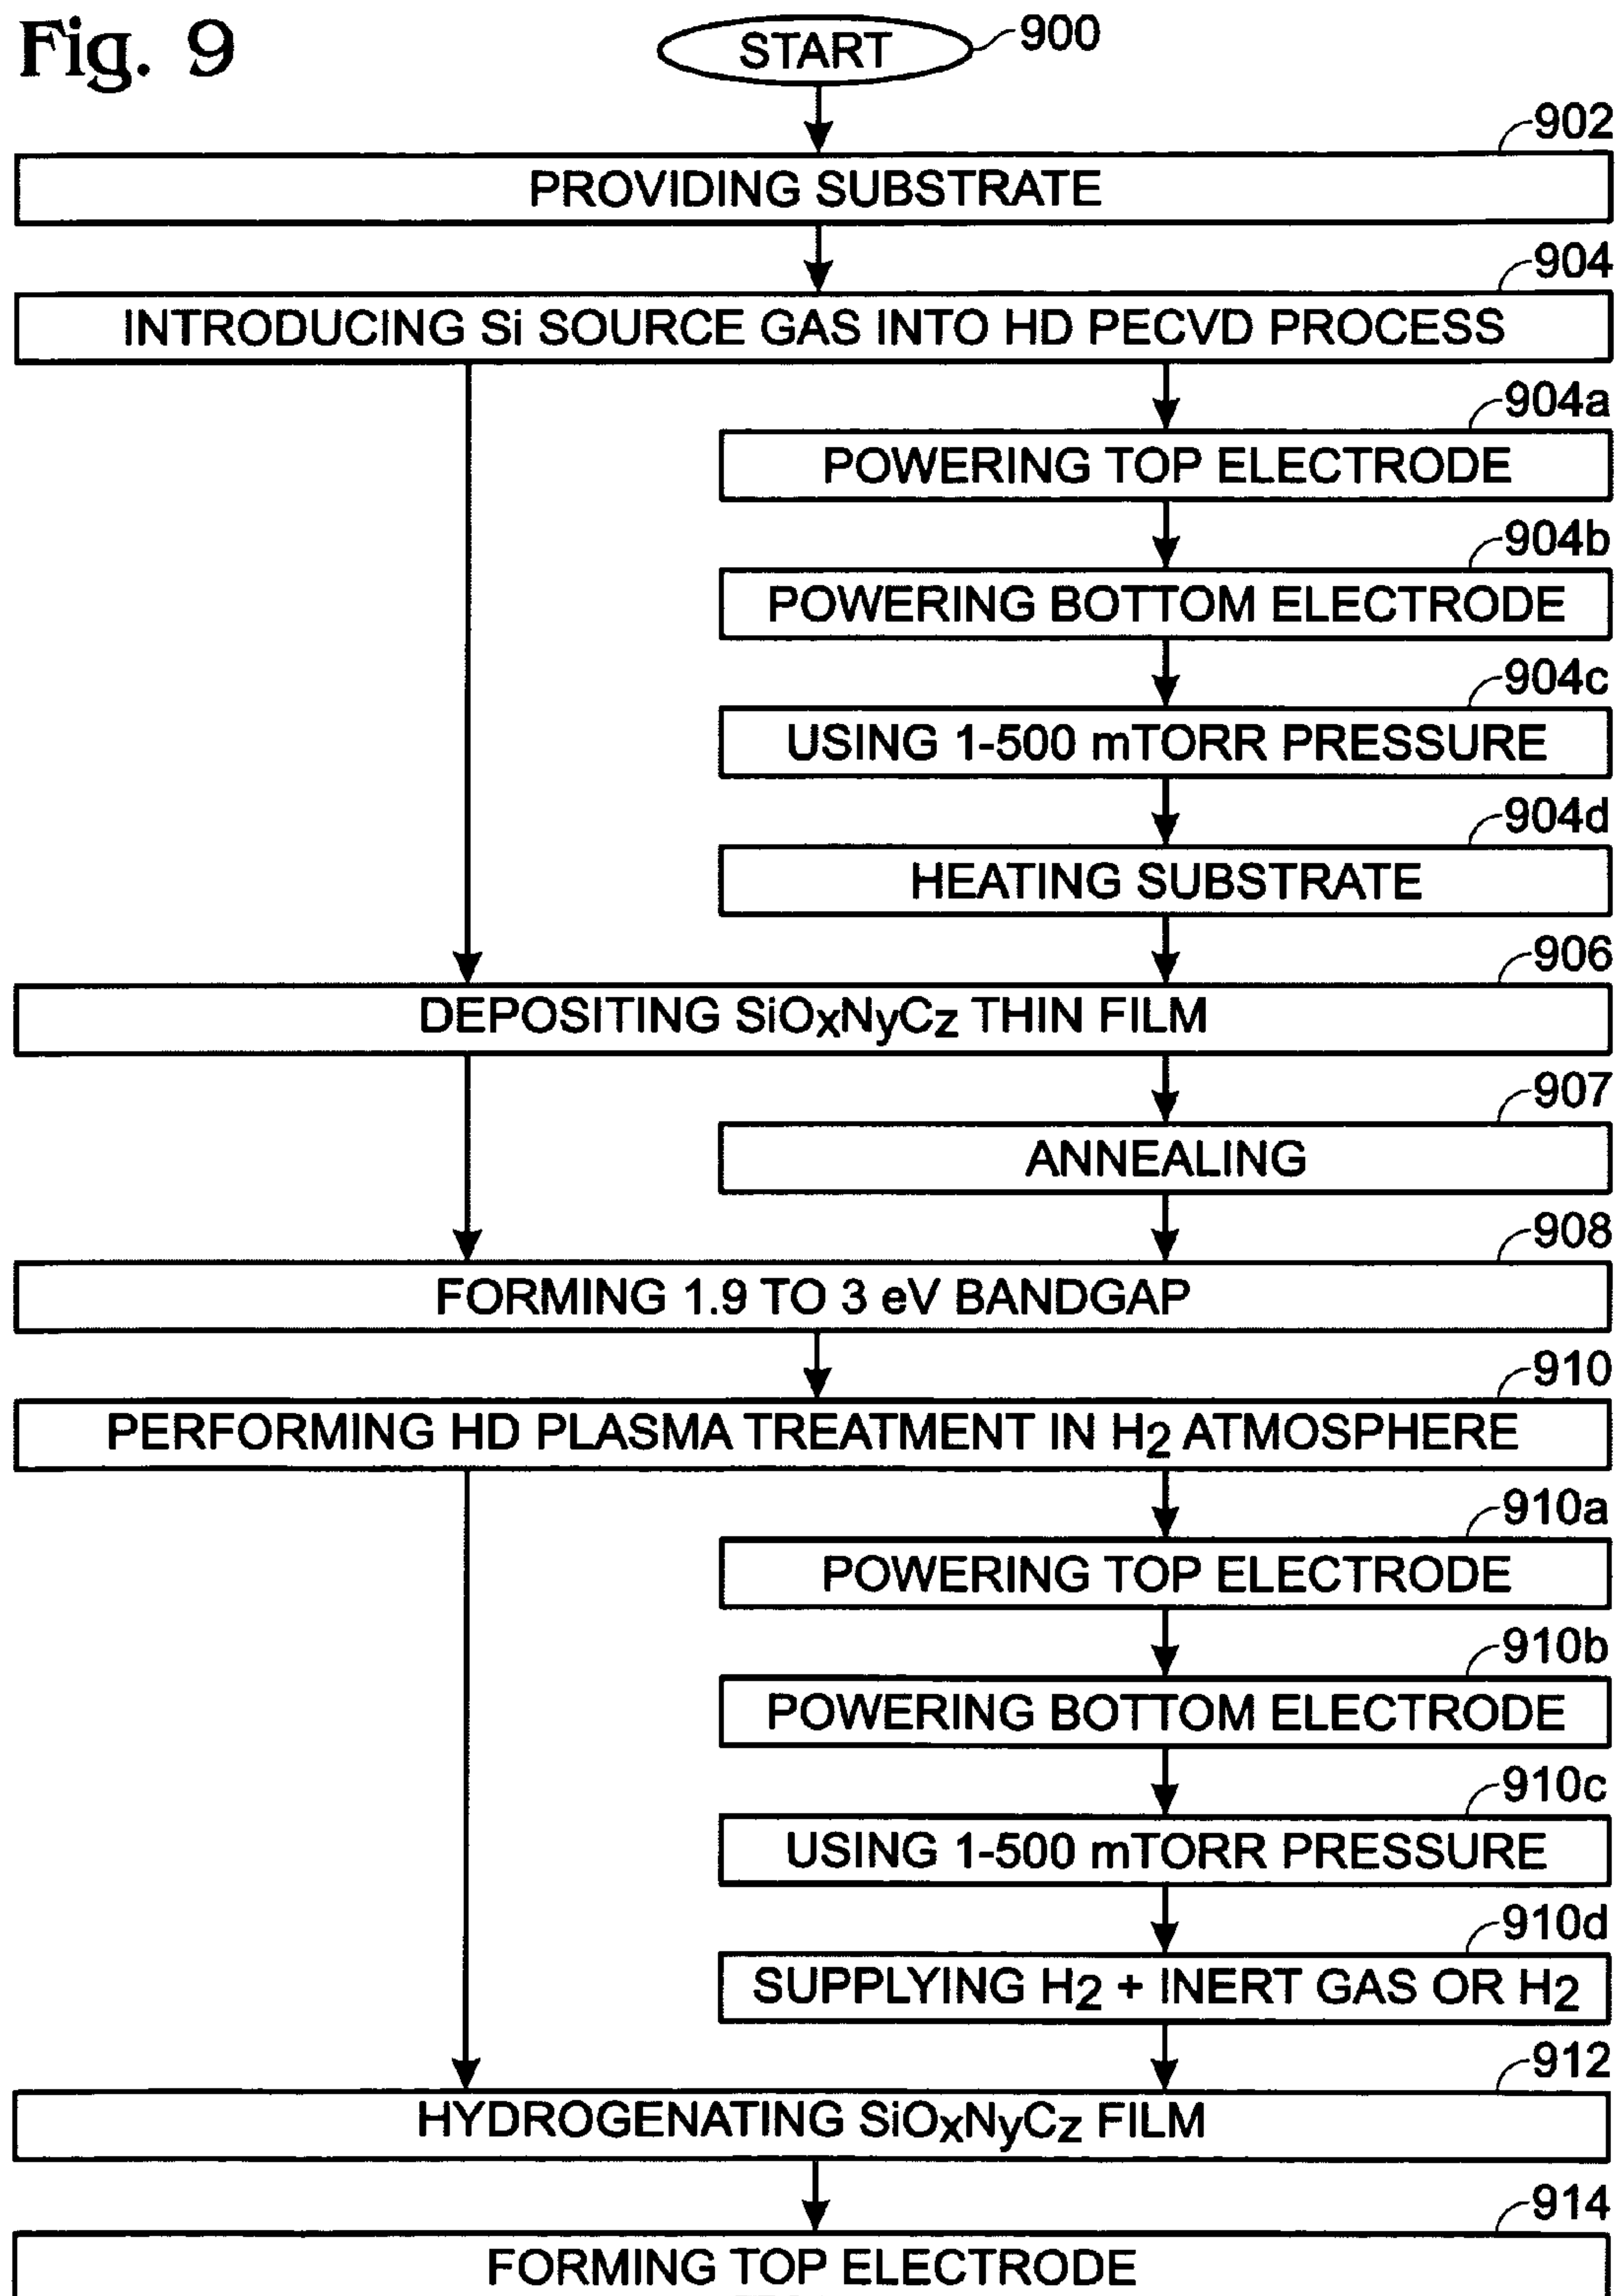 Fig. 9
START 900
902
PROVIDING SUBSTRATE
904
INTRODUCING Si SOURCE GAS INTO HD PECVD PROCESS
904a
POWERING TOP ELECTRODE
904b
POWERING BOTTOM ELECTRODE
904c
USING 1-500 mTORR PRESSURE
904d
HEATING SUBSTRATE
906
DEPOSITING SiOxNyCz THIN FILM
907
ANNEALING
908
FORMING 1.9 TO 3 eV BANDGAP
910
PERFORMING HD PLASMA TREATMENT IN H2 ATMOSPHERE
910a
POWERING TOP ELECTRODE
910b
POWERING BOTTOM ELECTRODE
910c
USING 1-500 mTORR PRESSURE
910d
SUPPLYING H2 + INERT GAS OR H2
912
HYDROGENATING SiOxNyCz FILM
914
FORMING TOP ELECTRODE